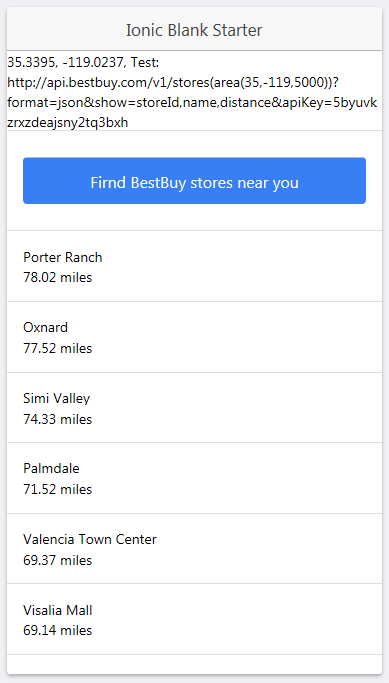 Ionic Blank Starter
35.3395, -119.0237, Test:
http://api.bestbuy.com/v1/stores(area(35,-119,5000))?
format=json&show=storeId,name,distance&apiKey=5byuvk
zrxzdeajsny2tq3bxh
Firnd BestBuy stores near you
Porter Ranch
78.02 miles
Oxnard
77.52 miles
Simi Valley
74.33 miles
Palmdale
71.52 miles
Valencia Town Center
69.37 miles
Visalia Mall
69.14 miles